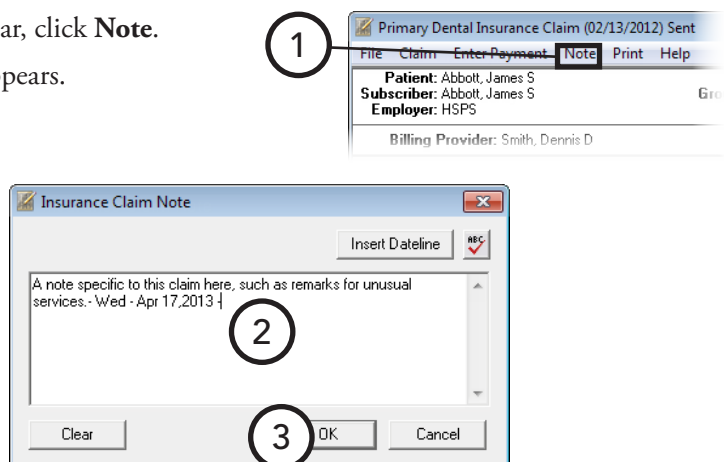 ar, click Note.
pears.
1
Primary Dental Insurance Claim (02/13/2012) Sent
File Claim Enter Payment Note Print Help
Patient: Abbott, James S
Subscriber: Abbott, James S
Gro
Employer: HSPS
Billing Provider: Smith, Dennis D
Insurance Claim Note
Insert Dateline
ABC
A note specific to this claim here, such as remarks for unusual
services.- Wed - Apr 17,2013 -
2
Clear
3
OK
Cancel